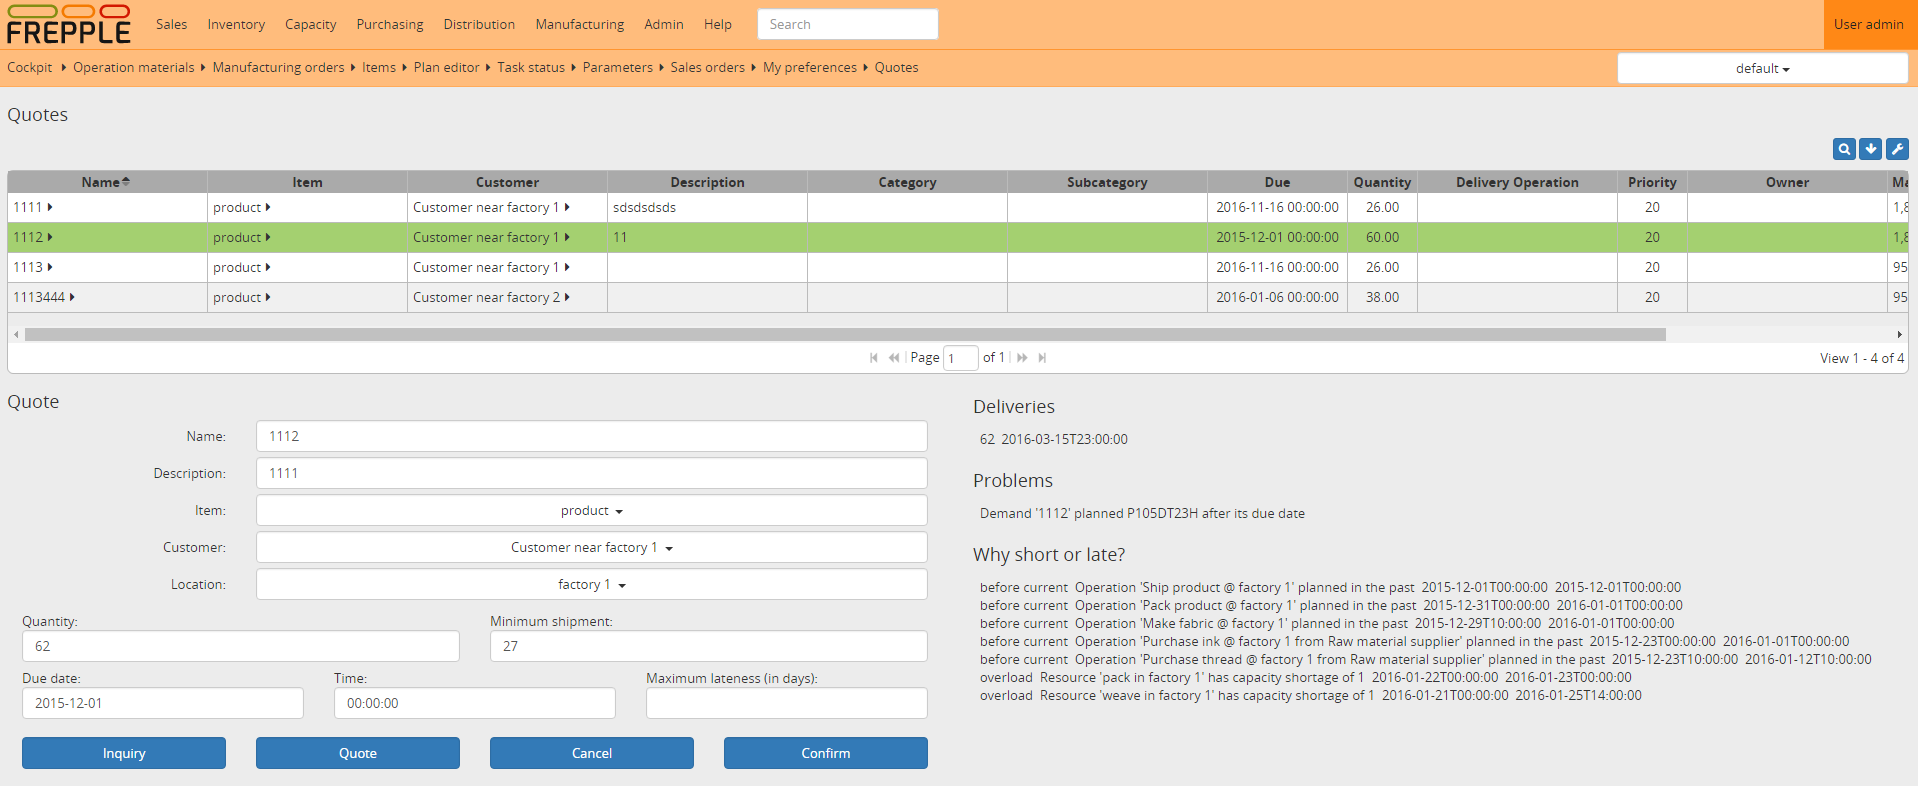 FREPPLE Sales Inventory Capacity Purchasing Distribution Manufacturing Admin Help Search User admin
Cockpit Operation materials Manufacturing orders Items Plan editor Task status Parameters Sales orders My preferences Quotes default
Quotes
Name Item Customer Description Category Subcategory Due Quantity Delivery Operation Priority Owner
1111 product Customer near factory 1 sdsdsdsds 2016-11-16 00:00:00 26.00 20
1112 product Customer near factory 1 11 2015-12-01 00:00:00 60.00 20
1113 product Customer near factory 1 2016-11-16 00:00:00 26.00 20 95
1113444 product Customer near factory 2 2016-01-06 00:00:00 38.00 20 95
Page 1 of 1 View 1 - 4 of 4
Quote
Name: 1112
Description: 1111
Item: product
Customer: Customer near factory 1
Location: factory 1
Quantity: Minimum shipment:
62 27
Due date: Time: Maximum lateness (in days):
2015-12-01 00:00:00
Inquiry Quote Cancel Confirm
Deliveries
62 2016-03-15T23:00:00
Problems
Demand '1112' planned P105DT23H after its due date
Why short or late?
before current Operation 'Ship product @ factory 1' planned in the past 2015-12-01T00:00:00 2015-12-01T00:00:00
before current Operation 'Pack product @ factory 1' planned in the past 2015-12-31T00:00:00 2016-01-01T00:00:00
before current Operation 'Make fabric @ factory 1' planned in the past 2015-12-29T10:00:00 2016-01-01T00:00:00
before current Operation 'Purchase ink @ factory 1 from Raw material supplier' planned in the past 2015-12-23T00:00:00 2016-01-01T00:00:00
before current Operation 'Purchase thread @ factory 1 from Raw material supplier' planned in the past 2015-12-23T10:00:00 2016-01-12T10:00:00
overload Resource 'pack in factory 1' has capacity shortage of 1 2016-01-22T00:00:00 2016-01-23T00:00:00
overload Resource 'weave in factory 1' has capacity shortage of 1 2016-01-21T00:00:00 2016-01-25T14:00:00